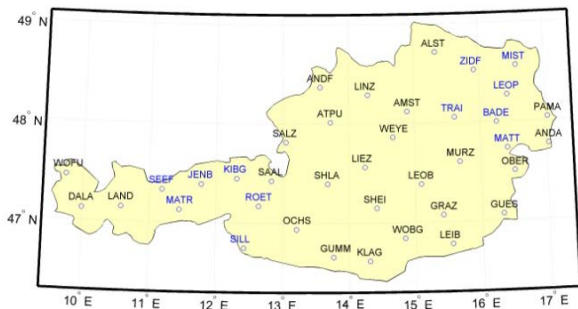 49° N
ALST
MIST
ZIDF
ANDF
LINZ
LEOP
48° N
ATPU
AMST
TRAI
BADE
PAMA
SALZ
WEYE
MATT
ANDA
WOFU
SEEF
JENB
KIBG
SAAL
LIEZ
MURZ
OBER
DALA
LAND
MATR
ROET
SHLA
LEOB
47° N
OCHS
SHEI
GRAZ
GUES
SILL
GUMM
KLAG
WOBG
LEIB
10° E
11° E
12° E
13° E
14° E
15° E
16° E
17° E